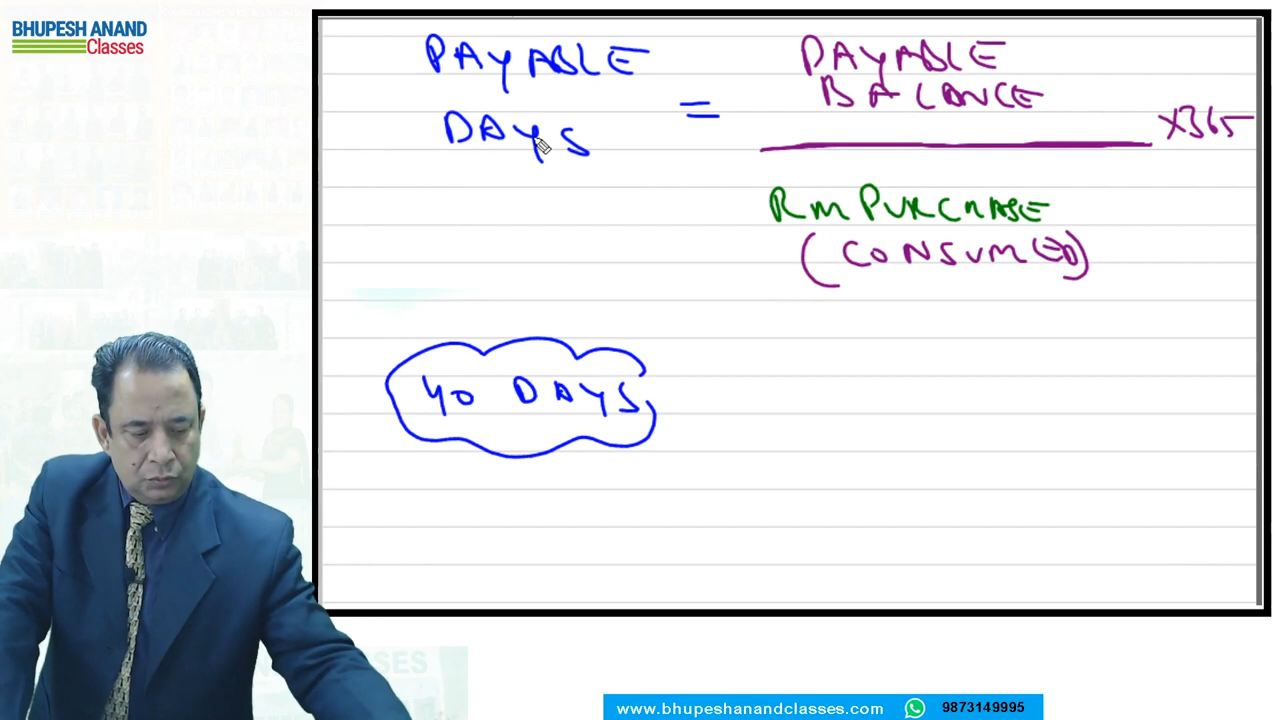 BHUPESH ANAND
Classes
PAYABLE
DAYS
=
PAYABLE
BALANCE
X365
RM PURCHASE
(CONSUMED)
40 DAYS
www.bhupeshanandclasses.com 9873149995